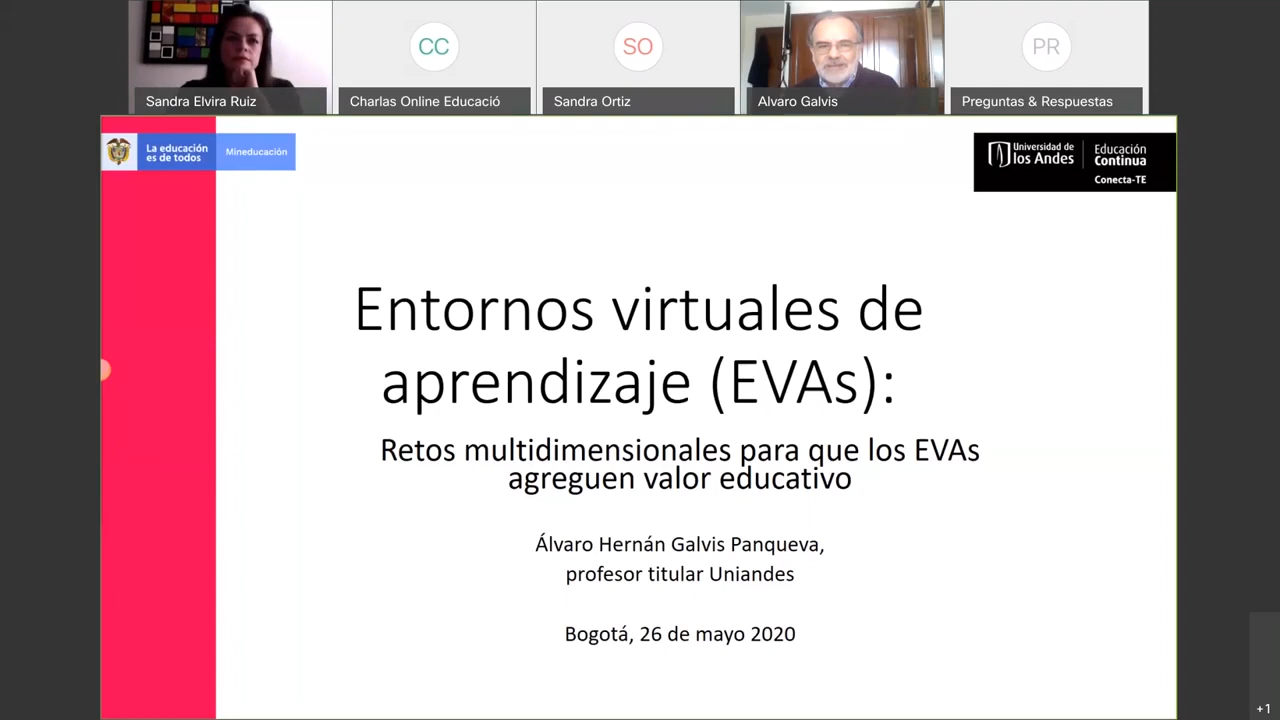 CC
SO
PR
Sandra Elvira Ruiz
Charlas Online Educació
Sandra Ortiz
Alvaro Galvis
Preguntas & Respuestas
La educación
es de todos
Mineducación
Universidad de
los Andes
Educación
Continua
Conecta-TE
Entornos virtuales de
aprendizaje (EVAs):
Retos multidimensionales para que los EVAs
agreguen valor educativo
Álvaro Hernán Galvis Panqueva,
profesor titular Uniandes
Bogotá, 26 de mayo 2020
+1